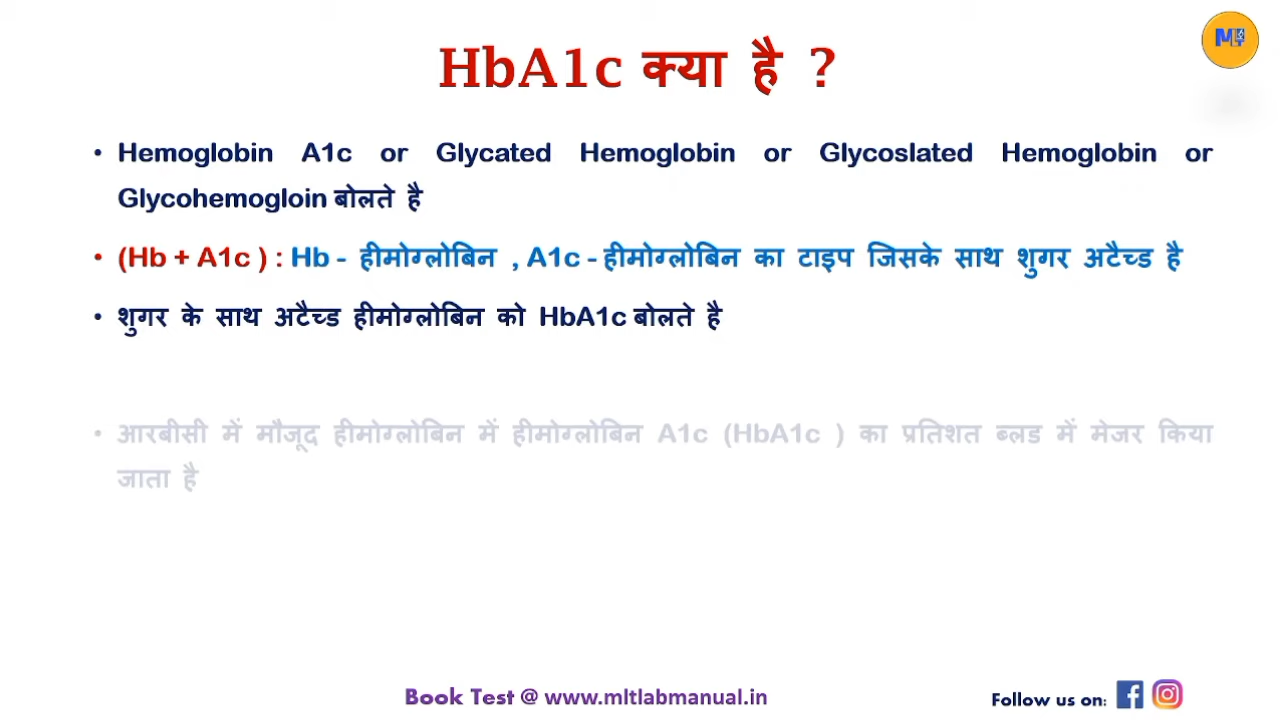 HbA1c क्या है ?
• Hemoglobin A1c or Glycated Hemoglobin or Glycoslated Hemoglobin or
Glycohemogloin बोलते है
• (Hb + A1c ) : Hb - हीमोग्लोबिन , A1c - हीमोग्लोबिन का टाइप जिसके साथ शुगर अटैच्ड है
• शुगर के साथ अटैच्ड हीमोग्लोबिन को HbA1c बोलते है
• आरबीसी में मौजूद हीमोग्लोबिन में हीमोग्लोबिन A1c (HbA1c ) का प्रतिशत ब्लड में मेजर किया
जाता है
Book Test @ www.mltlabmanual.in
Follow us on: